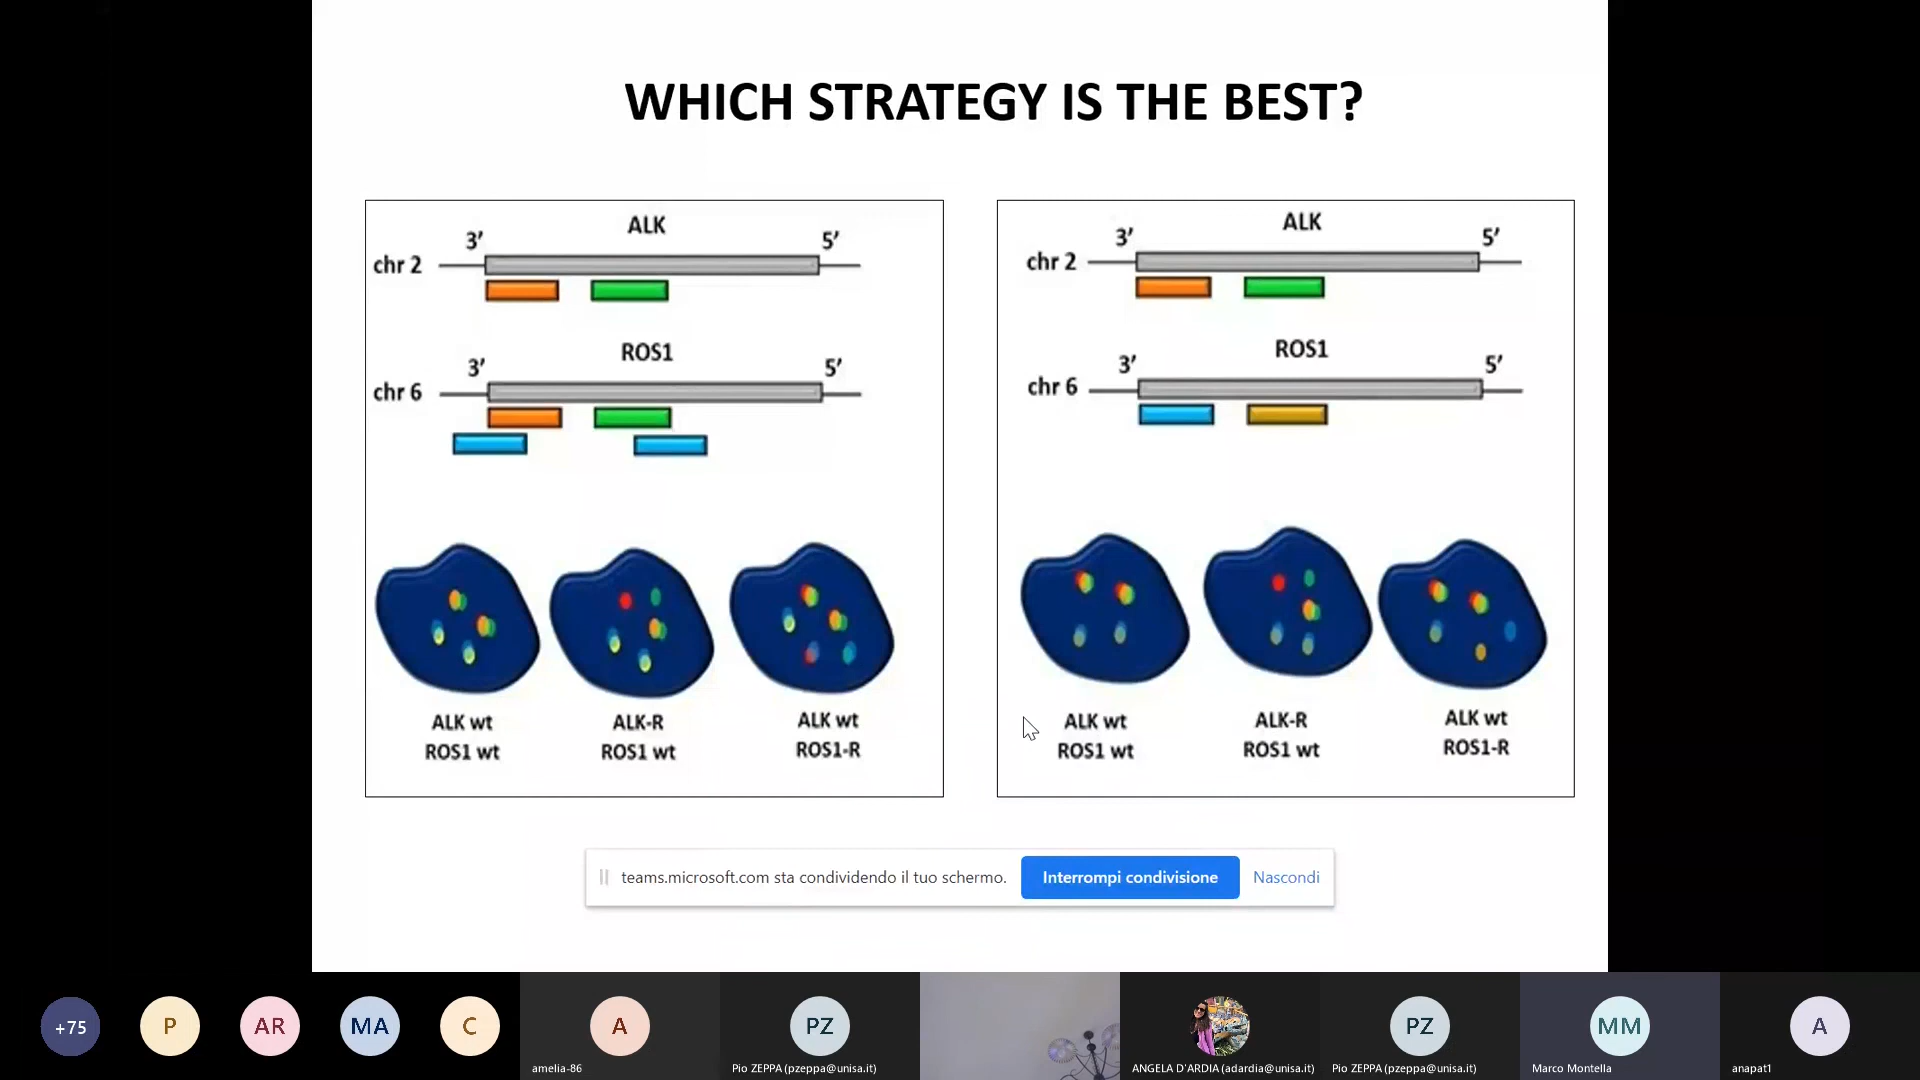 WHICH STRATEGY IS THE BEST?
ALK
3’
5’
chr 2
ROS1
3’
5’
chr 6
ALK wt
ROS1 wt
ALK-R
ROS1 wt
ALK wt
ROS1-R
ALK
3’
5’
chr 2
ROS1
3’
5’
chr 6
ALK wt
ROS1 wt
ALK-R
ROS1 wt
ALK wt
ROS1-R
teams.microsoft.com sta condividendo il tuo schermo.
Interrompi condivisione
Nascondi
+75
P
AR
MA
C
A
amelia-86
PZ
Pio ZEPPA (pzeppa@unisa.it)
ANGELA D'ARDIA (adardia@unisa.it)
PZ
Pio ZEPPA (pzeppa@unisa.it)
MM
Marco Montella
A
anapat1